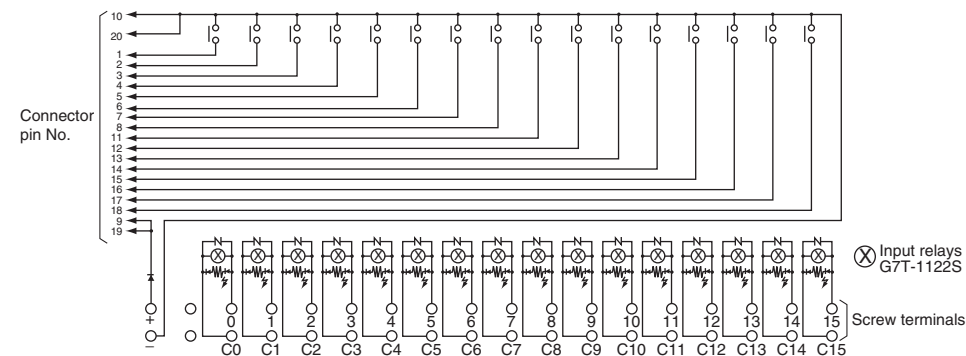 10
20
1
2
3
4
5
6
7
8
11
12
13
14
15
16
17
18
9
19
Connector
pin No.
N N N N N N N N N N N N N N N N
Input relays
G7T-1122S
+ 0 1 2 3 4 5 6 7 8 9 10 11 12 13 14 15
Screw terminals
− C0 C1 C2 C3 C4 C5 C6 C7 C8 C9 C10 C11 C12 C13 C14 C15